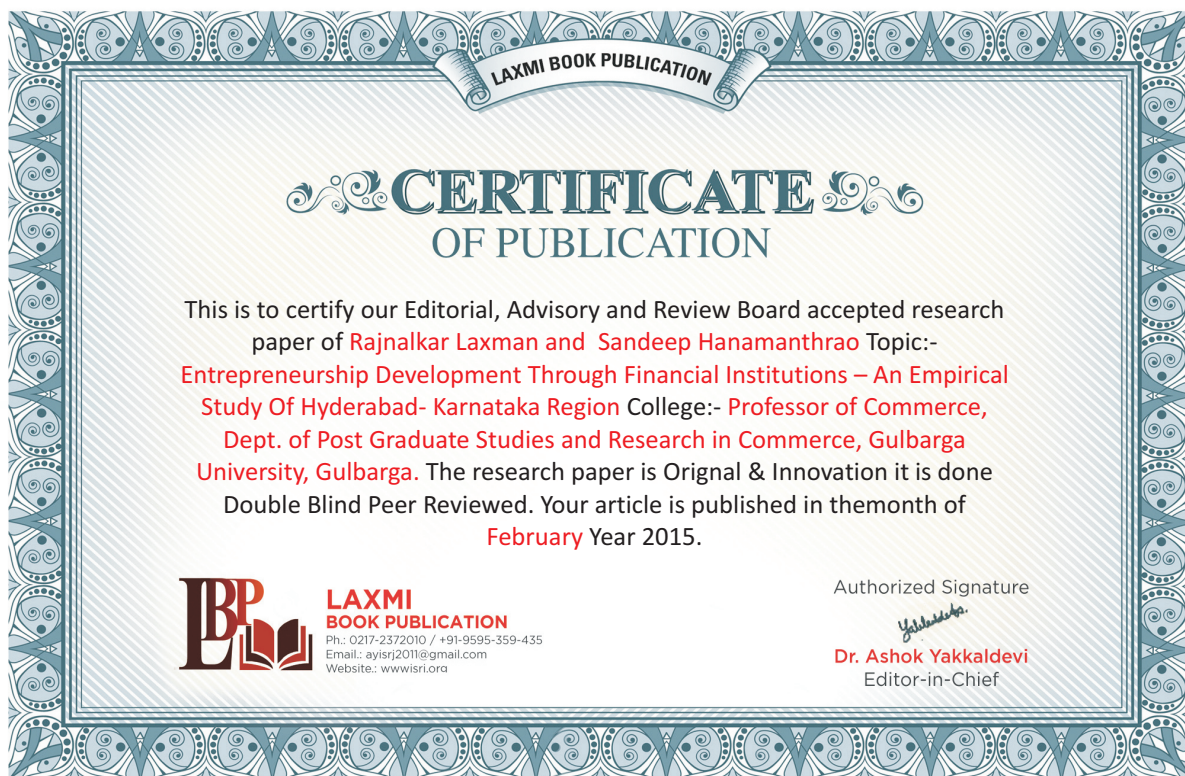 LAXMI BOOK PUBLICATION
CERTIFICATE
OF PUBLICATION
This is to certify our Editorial, Advisory and Review Board accepted research
paper of Rajnalkar Laxman and Sandeep Hanamanthrao Topic:-
Entrepreneurship Development Through Financial Institutions – An Empirical
Study Of Hyderabad- Karnataka Region College:- Professor of Commerce,
Dept. of Post Graduate Studies and Research in Commerce, Gulbarga
University, Gulbarga. The research paper is Orignal & Innovation it is done
Double Blind Peer Reviewed. Your article is published in themonth of
February Year 2015.
LBP
LAXMI
BOOK PUBLICATION
Ph.: 0217-2372010 / +91-9595-359-435
Email.: ayisrj2011@gmail.com
Website.: wwwisri.org
Authorized Signature
Dr. Ashok Yakkaldevi
Editor-in-Chief